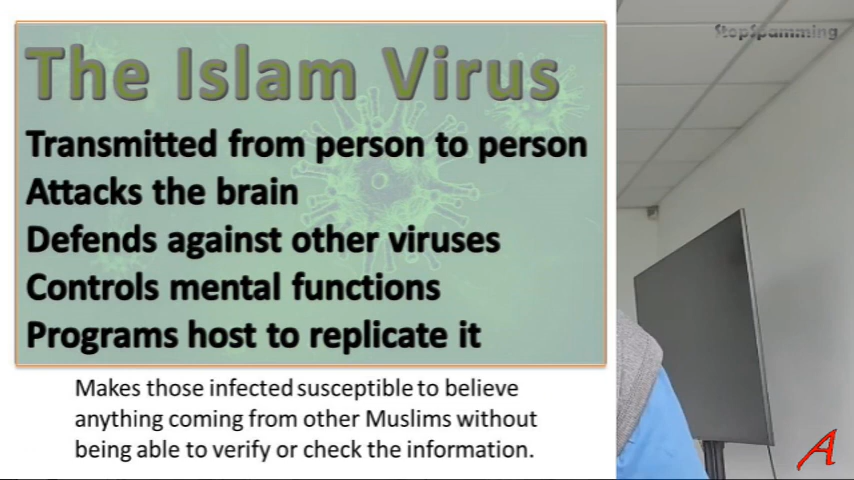 StopSpamming
The Islam Virus
Transmitted from person to person
Attacks the brain
Defends against other viruses
Controls mental functions
Programs host to replicate it
Makes those infected susceptible to believe
anything coming from other Muslims without
being able to verify or check the information.
A